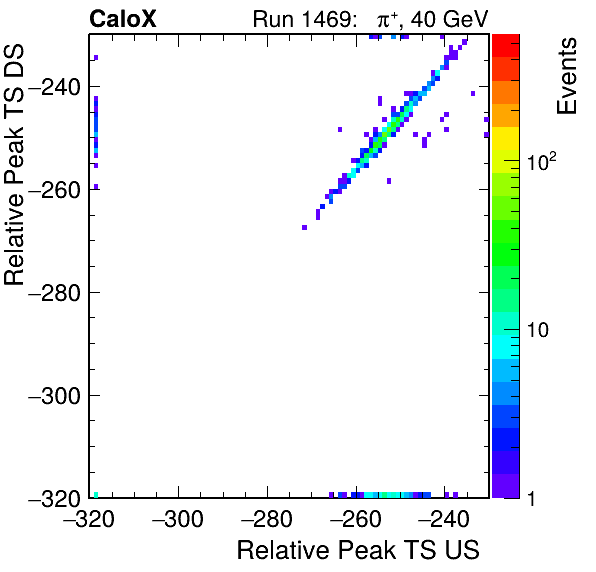 CaloX Run 1469: π⁺, 40 GeV
Events
Relative Peak TS DS
−240
−260
−280
−300
−320
10²
10
1
−320 −300 −280 −260 −240
Relative Peak TS US